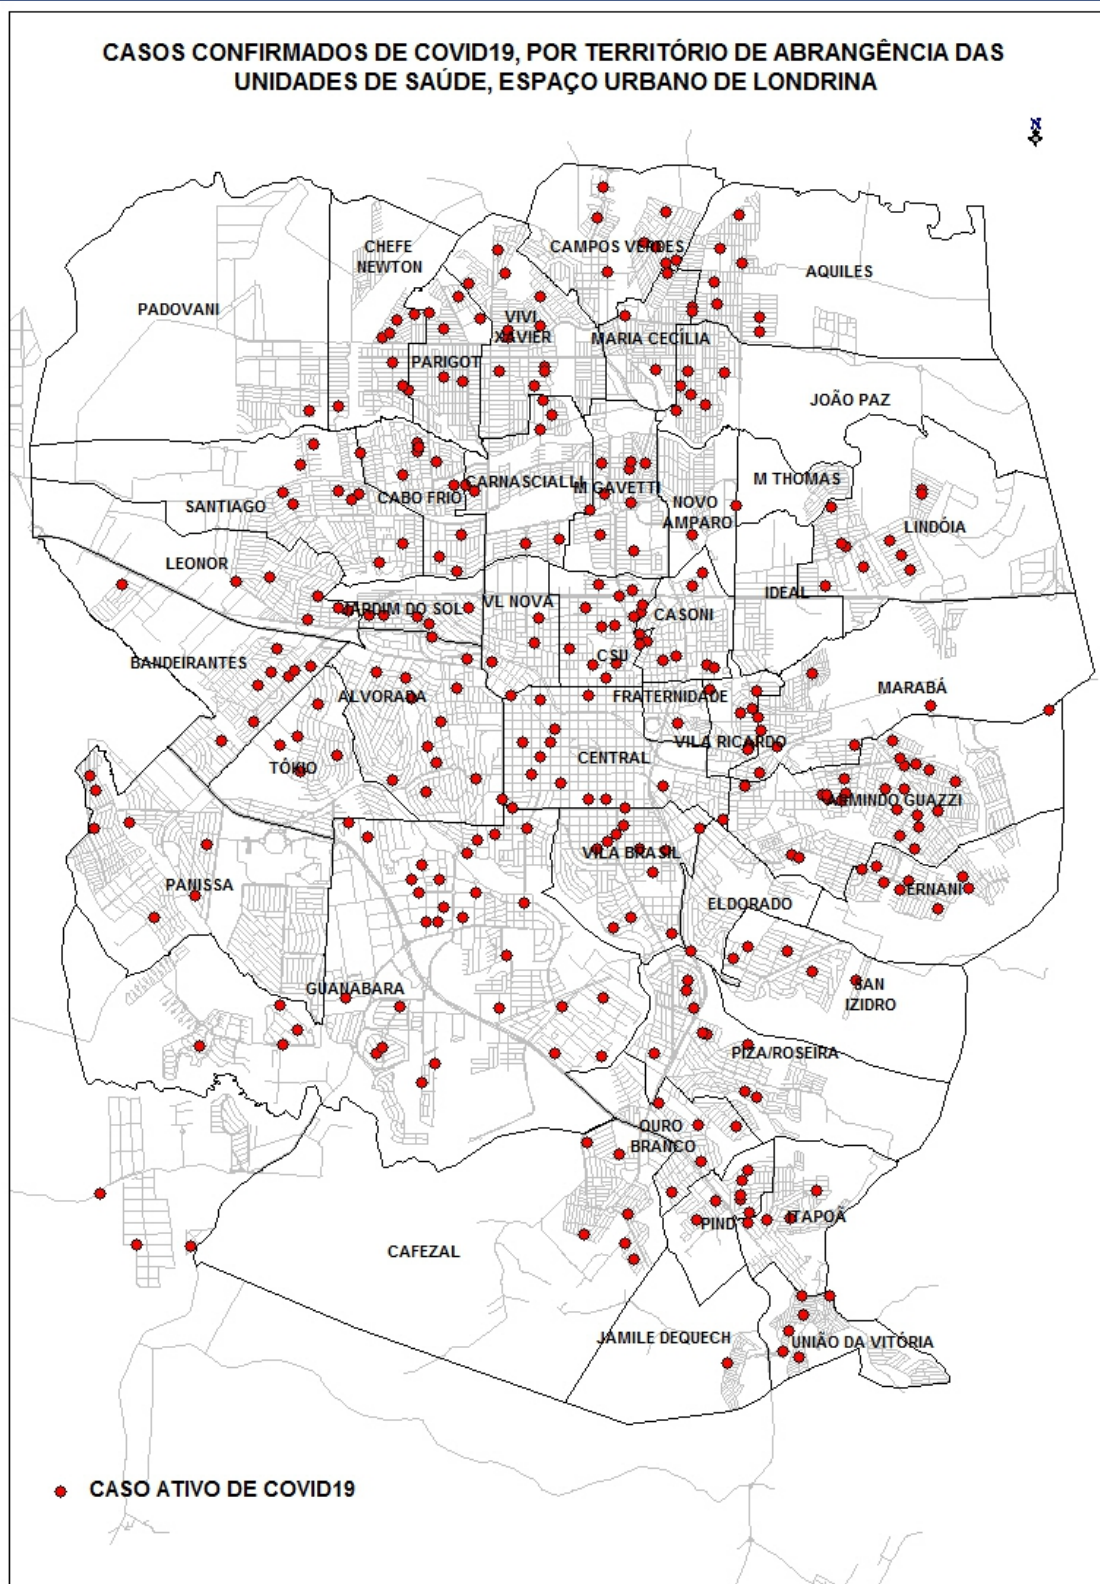 CASOS CONFIRMADOS DE COVID19, POR TERRITÓRIO DE ABRANGÊNCIA DAS
UNIDADES DE SAÚDE, ESPAÇO URBANO DE LONDRINA
N
CHEFE
NEWTON
CAMPOS VERDES
AQUILES
PADOVANI
VIVI
XAVIER
MARIA CECÍLIA
PARIGOT
JOÃO PAZ
CARNASCIALLI
M THOMAS
CABO FRIO
M GAVETTI
SANTIAGO
NOVO
AMPARO
LINDÓIA
LEONOR
IDEAL
JARDIM DO SOL
VL NOVA
CASONI
CSU
BANDEIRANTES
ALVORADA
FRATERNIDADE
MARABÁ
VILA RICARDO
CENTRAL
TÓKIO
ARMINDO GUAZZI
VILA BRASIL
PANISSA
ERNANI
ELDORADO
GUANABARA
SAN
IZIDRO
PIZA/ROSEIRA
OURO
BRANCO
PIND
ITAPOÃ
CAFEZAL
JAMILE DEQUECH
UNIÃO DA VITÓRIA
CASO ATIVO DE COVID19